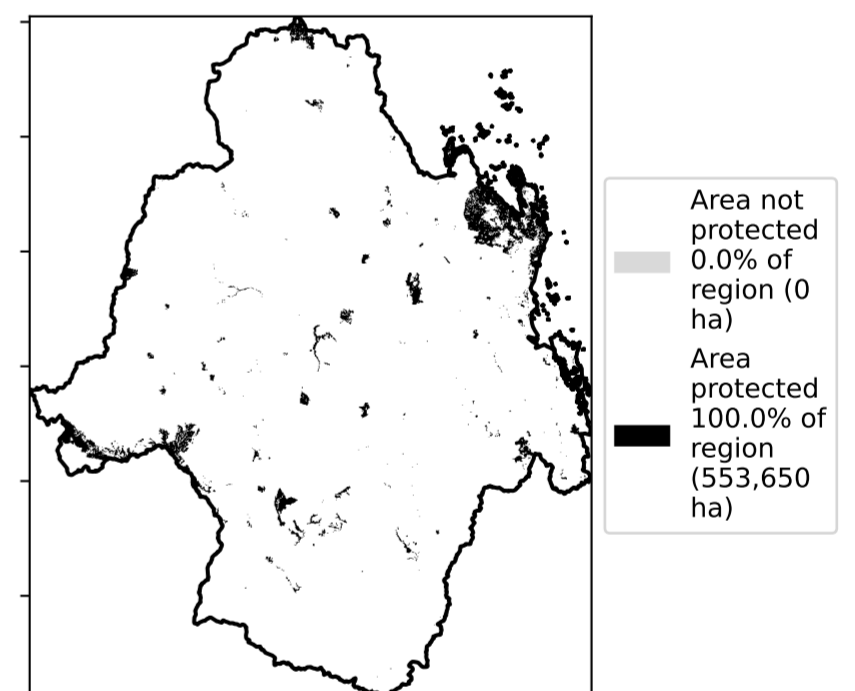 Area not
protected
0.0% of
region (0
ha)
Area
protected
100.0% of
region
(553,650
ha)